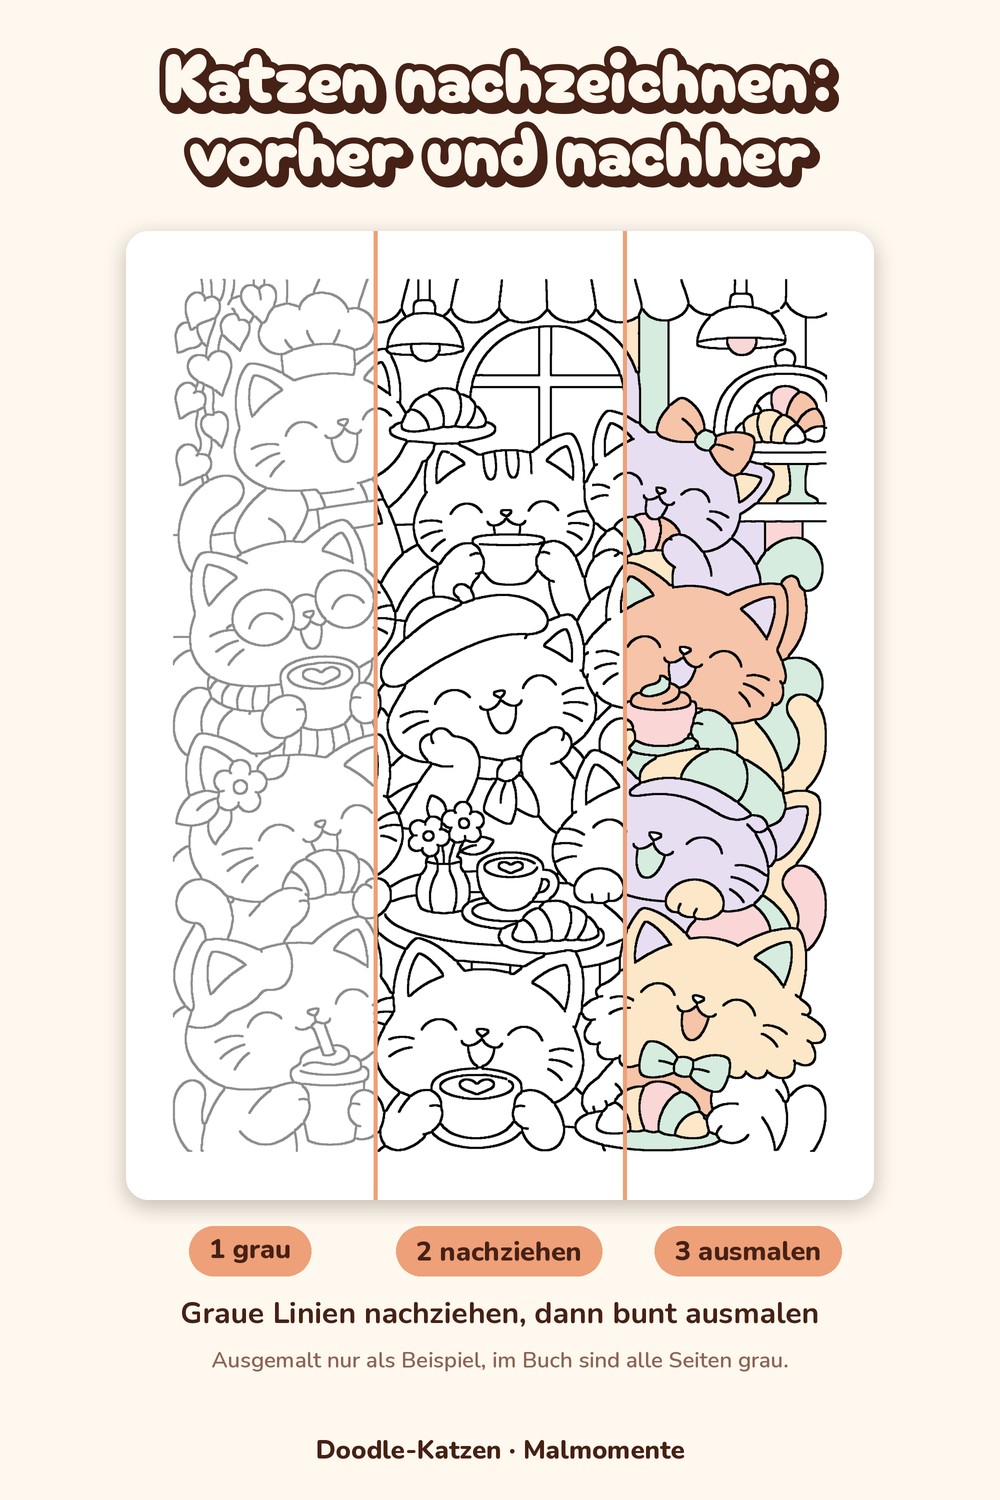 Katzen nachzeichnen:
vorher und nachher
1 grau
2 nachziehen
3 ausmalen
Graue Linien nachziehen, dann bunt ausmalen
Ausgemalt nur als Beispiel, im Buch sind alle Seiten grau.
Doodle-Katzen · Malmomente